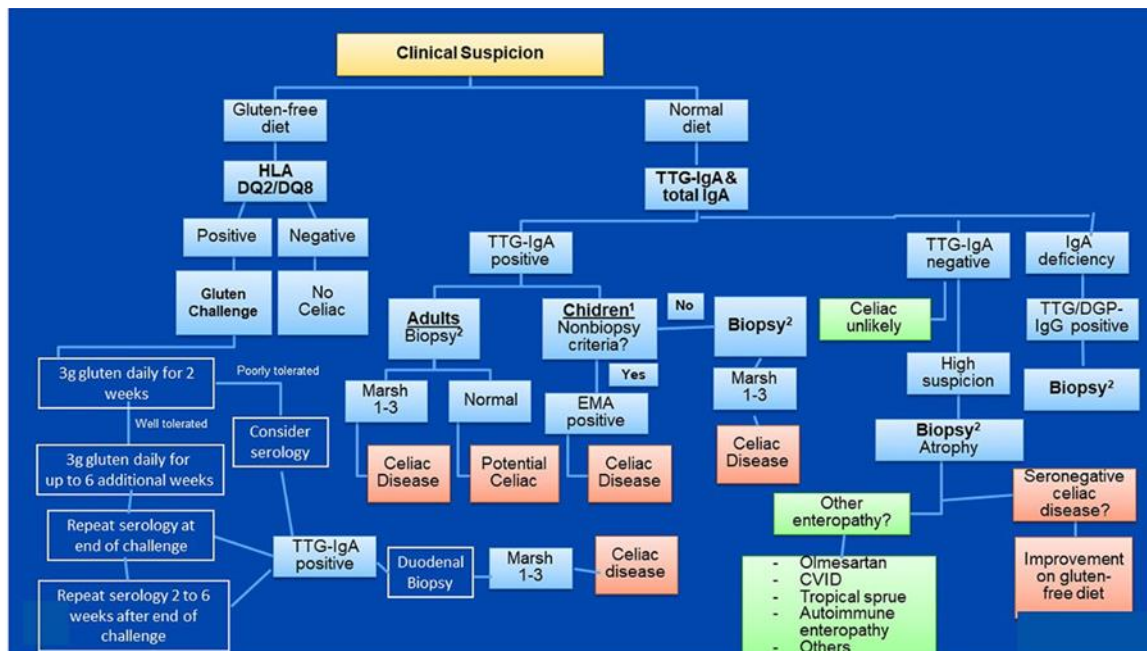 Clinical Suspicion
Gluten-free
diet
Normal
diet
HLA
DQ2/DQ8
TTG-IgA &
total IgA
Positive
Negative
TTG-IgA
positive
TTG-IgA
negative
IgA
deficiency
Gluten
Challenge
No
Celiac
Adults
Biopsy²
Chidren¹
Nonbiopsy
criteria?
No
Biopsy²
Celiac
unlikely
TTG/DGP-
IgG positive
3g gluten daily for 2
weeks
Poorly tolerated
Marsh
1-3
Normal
Yes
EMA
positive
Marsh
1-3
High
suspicion
Biopsy²
Well tolerated
Consider
serology
Biopsy²
Atrophy
3g gluten daily for
up to 6 additional weeks
Celiac
Disease
Potential
Celiac
Celiac
Disease
Celiac
Disease
Other
enteropathy?
Seronegative
celiac
disease?
Repeat serology at
end of challenge
TTG-IgA
positive
Duodenal
Biopsy
Marsh
1-3
Celiac
disease
Improvement
on gluten-
free diet
Repeat serology 2 to 6
weeks after end of
challenge
- Olmesartan
- CVID
- Tropical sprue
- Autoimmune
enteropathy
- Others